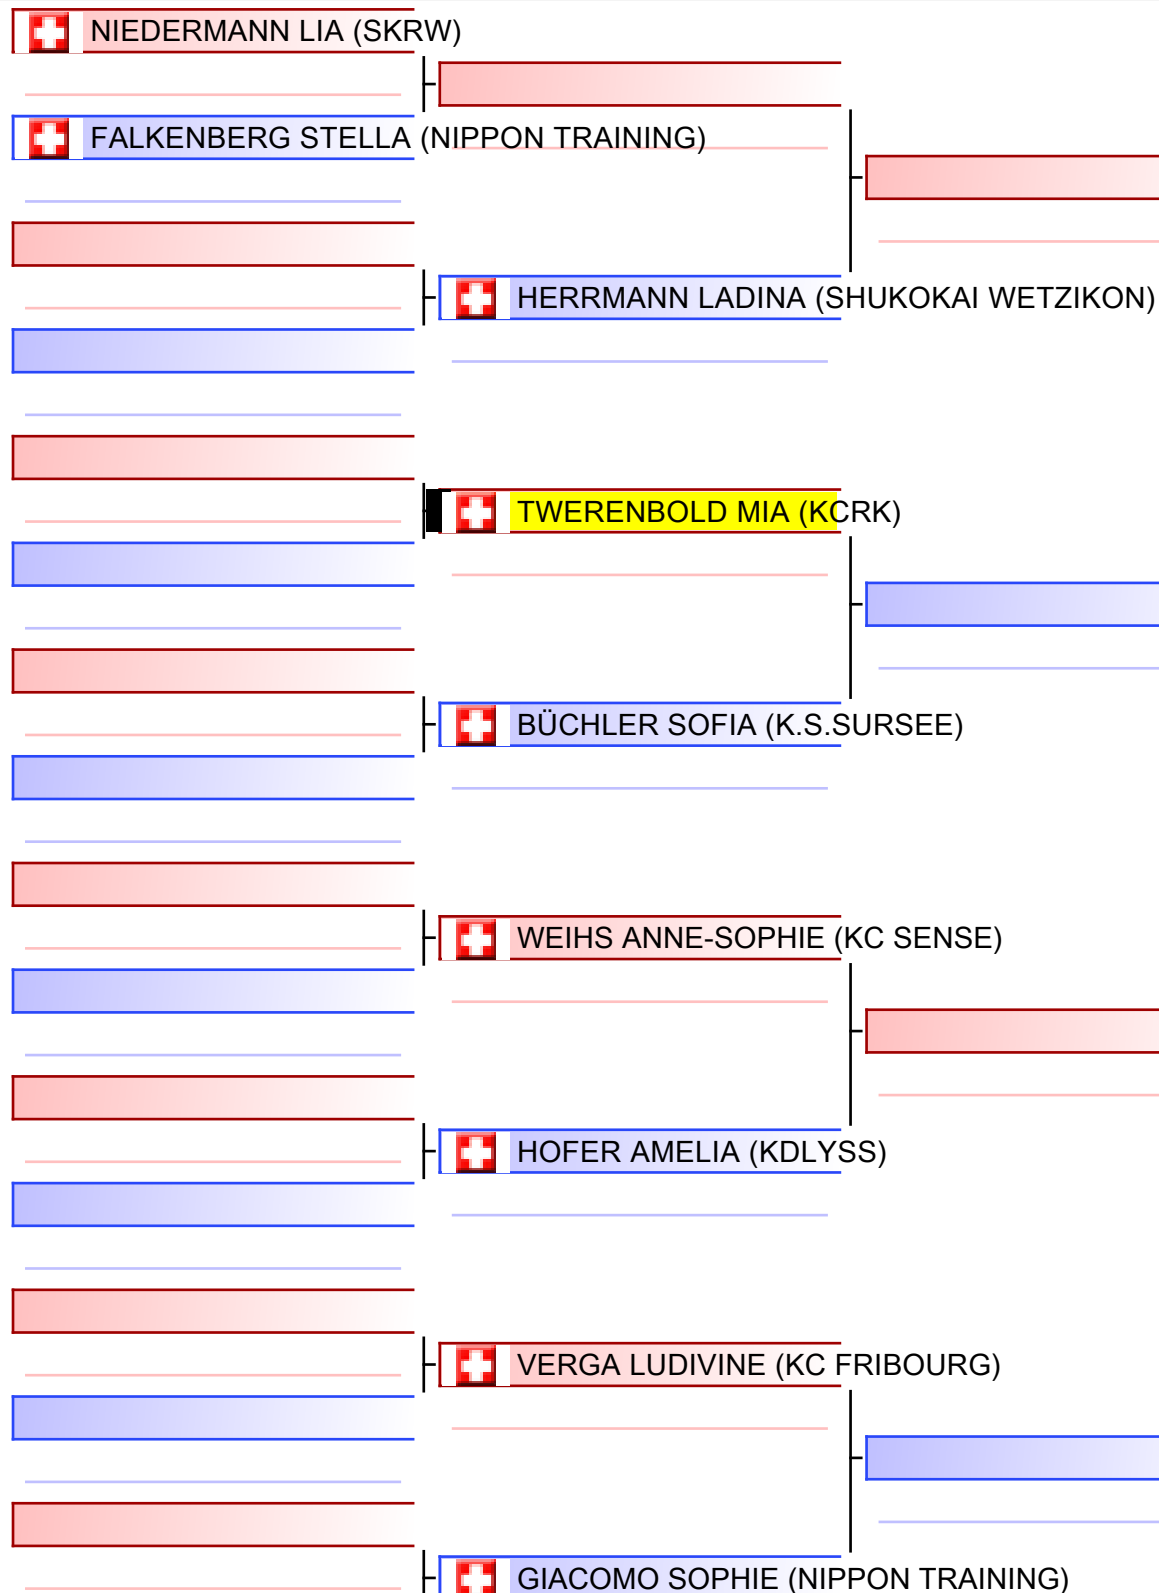 NIEDERMANN LIA (SKRW)
FALKENBERG STELLA (NIPPON TRAINING)
HERRMANN LADINA (SHUKOKAI WETZIKON)
TWERENBOLD MIA (KCRK)
BÜCHLER SOFIA (K.S.SURSEE)
WEIHS ANNE-SOPHIE (KC SENSE)
HOFER AMELIA (KDLYSS)
VERGA LUDIVINE (KC FRIBOURG)
GIACOMO SOPHIE (NIPPON TRAINING)